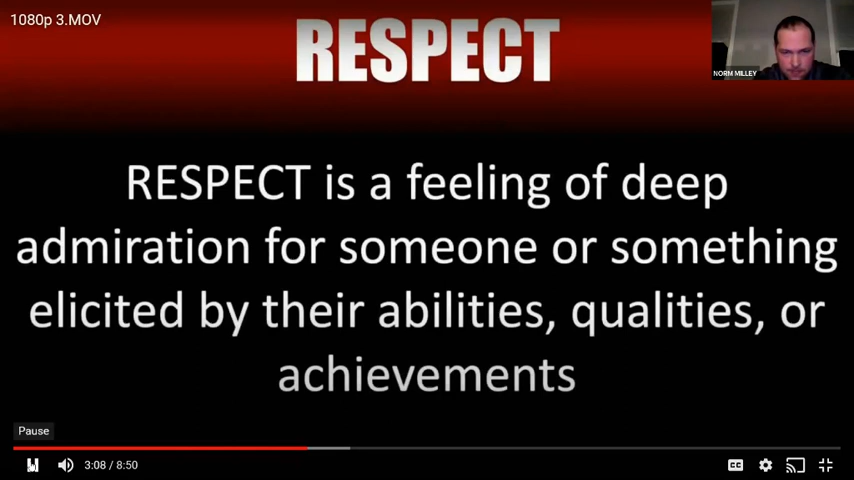 1080p 3.MOV
RESPECT
NORM MILLEY
RESPECT is a feeling of deep
admiration for someone or something
elicited by their abilities, qualities, or
achievements
Pause
3:08 / 8:50
CC